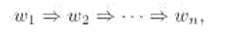 w₁ ⇒ w₂ ⇒ ⋯ ⇒ wₙ,